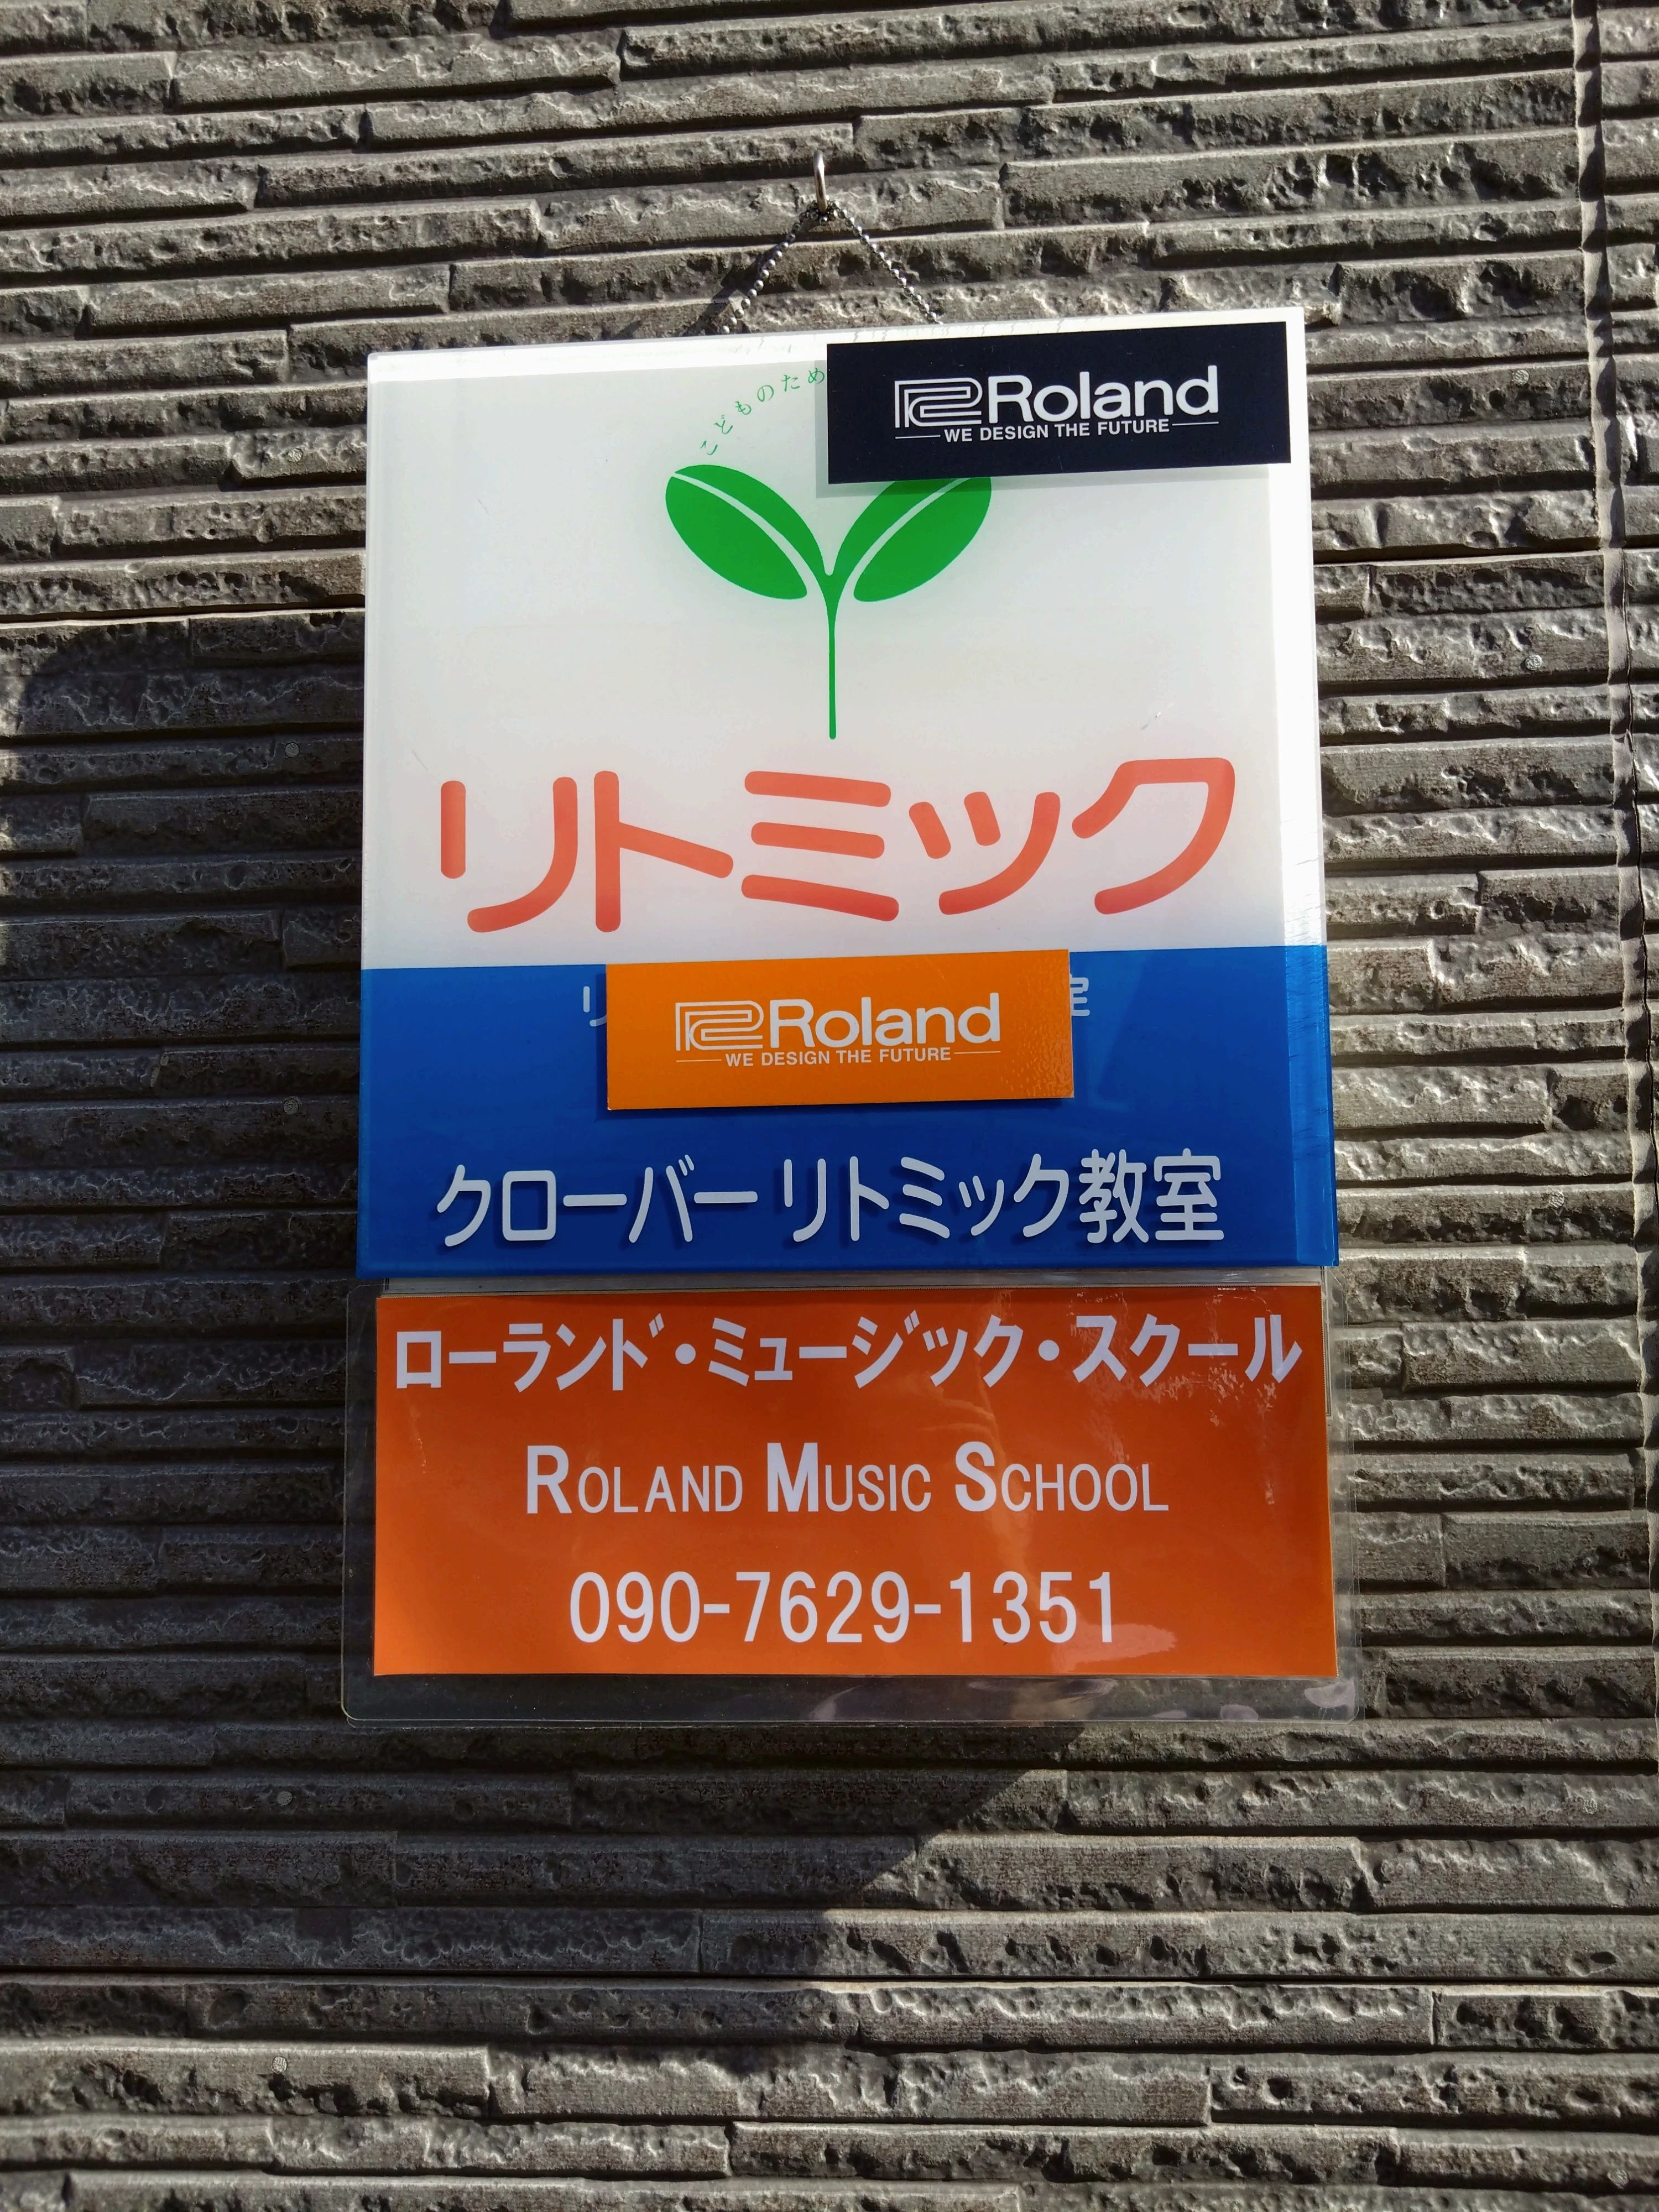 こどものため
Roland
WE DESIGN THE FUTURE
リトミック
Roland
WE DESIGN THE FUTURE
クローバー リトミック教室
ローランド・ミュージック・スクール
ROLAND MUSIC SCHOOL
090-7629-1351